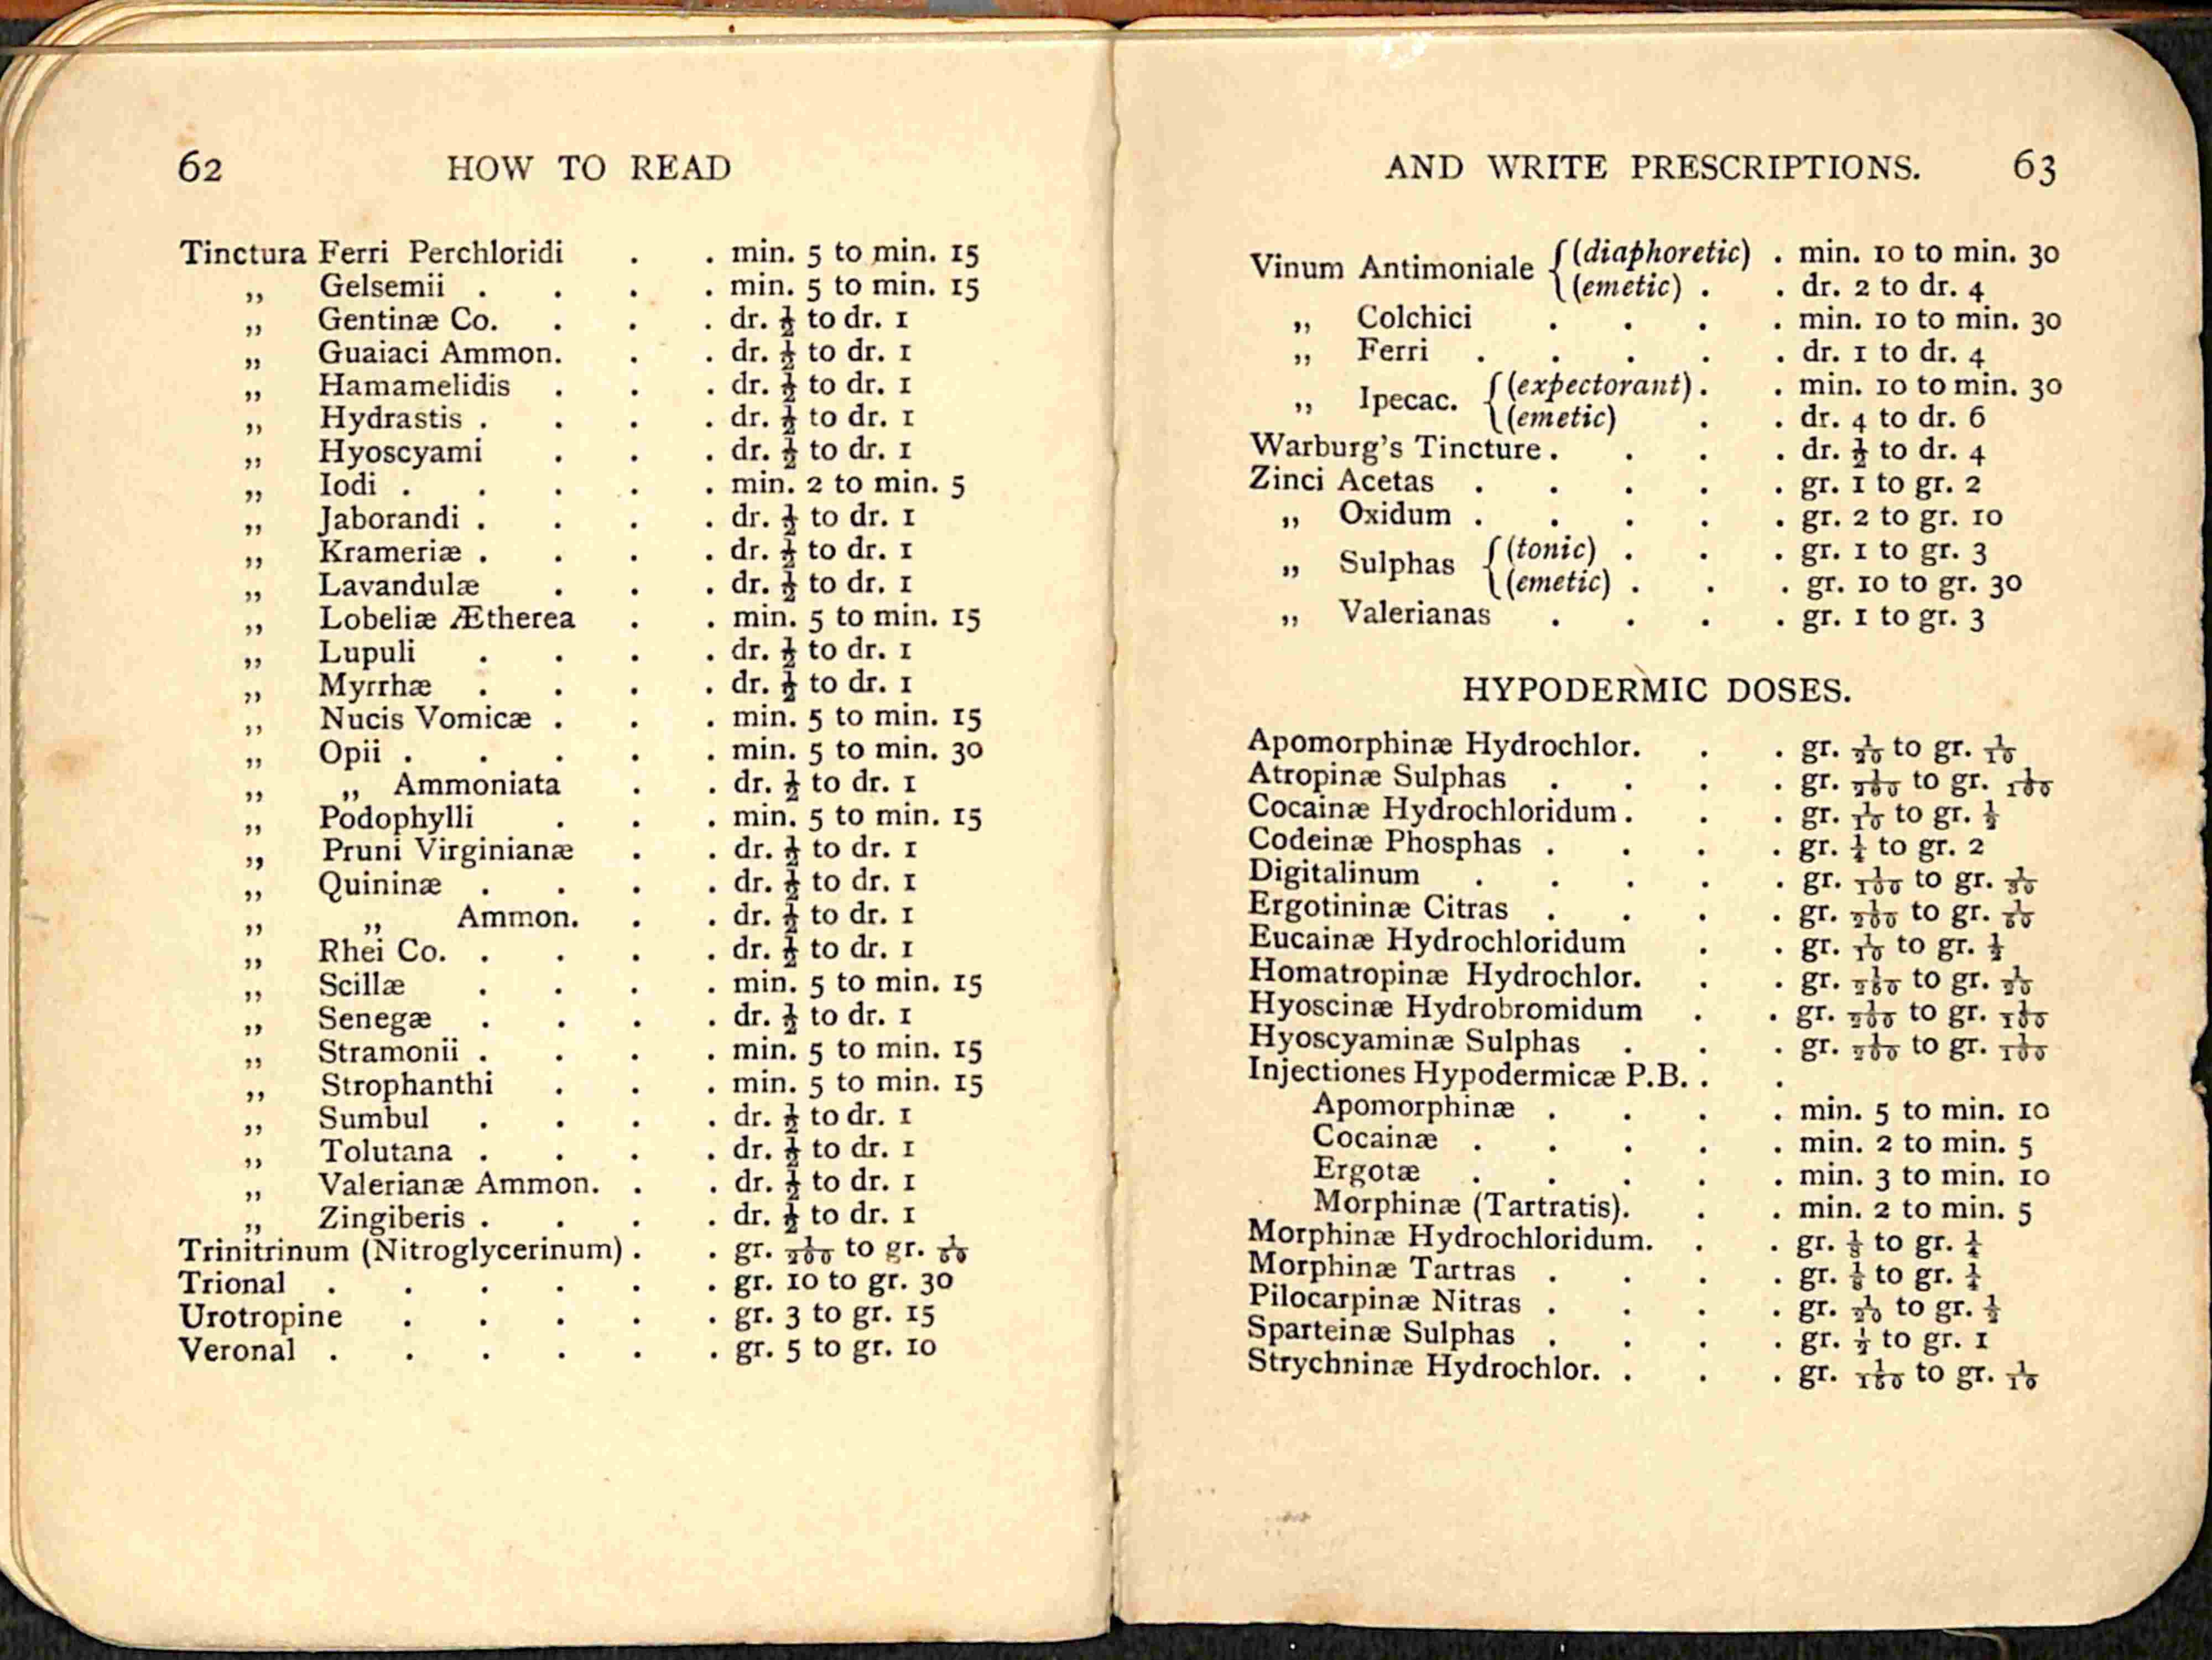 62 HOW TO READ
Tinctura Ferri Perchloridi . . min. 5 to min. 15
„ Gelsemii . . . . min. 5 to min. 15
„ Gentinæ Co. . . . dr. ½ to dr. 1
„ Guaiaci Ammon. . . dr. ½ to dr. 1
„ Hamamelidis . . . dr. ½ to dr. 1
„ Hydrastis . . . . dr. ½ to dr. 1
„ Hyoscyami . . . dr. ½ to dr. 1
„ Iodi . . . . . min. 2 to min. 5
„ Jaborandi . . . . dr. ½ to dr. 1
„ Krameriæ . . . . dr. ½ to dr. 1
„ Lavandulæ . . . dr. ½ to dr. 1
„ Lobeliæ Ætherea . . min. 5 to min. 15
„ Lupuli . . . . dr. ½ to dr. 1
„ Myrrhæ . . . . dr. ½ to dr. 1
„ Nucis Vomicæ . . . min. 5 to min. 15
„ Opii . . . . . min. 5 to min. 30
„ „ Ammoniata . . dr. ½ to dr. 1
„ Podophylli . . . min. 5 to min. 15
„ Pruni Virginianæ . . dr. ½ to dr. 1
„ Quininæ . . . . dr. ½ to dr. 1
„ „ Ammon. . . dr. ½ to dr. 1
„ Rhei Co. . . . . dr. ½ to dr. 1
„ Scillæ . . . . min. 5 to min. 15
„ Senegæ . . . . dr. ½ to dr. 1
„ Stramonii . . . . min. 5 to min. 15
„ Strophanthi . . . min. 5 to min. 15
„ Sumbul . . . . dr. ½ to dr. 1
„ Tolutana . . . . dr. ½ to dr. 1
„ Valerianæ Ammon. . . dr. ½ to dr. 1
„ Zingiberis . . . . dr. ½ to dr. 1
Trinitrinum (Nitroglycerinum) . . gr. 1/200 to gr. 1/50
Trional . . . . . . gr. 10 to gr. 30
Urotropine . . . . . gr. 3 to gr. 15
Veronal . . . . . . gr. 5 to gr. 10
AND WRITE PRESCRIPTIONS. 63
Vinum Antimoniale { (diaphoretic) . min. 10 to min. 30
(emetic) . . dr. 2 to dr. 4
„ Colchici . . . . min. 10 to min. 30
„ Ferri . . . . . dr. 1 to dr. 4
„ Ipecac. { (expectorant) . . min. 10 to min. 30
(emetic) . . dr. 4 to dr. 6
Warburg's Tincture . . . . dr. ½ to dr. 4
Zinci Acetas . . . . . gr. 1 to gr. 2
„ Oxidum . . . . . gr. 2 to gr. 10
„ Sulphas { (tonic) . . . gr. 1 to gr. 3
(emetic) . . . gr. 10 to gr. 30
„ Valerianas . . . . gr. 1 to gr. 3
HYPODERMIC DOSES.
Apomorphinæ Hydrochlor. . . gr. 1/20 to gr. 1/10
Atropinæ Sulphas . . . . gr. 1/200 to gr. 1/100
Cocainæ Hydrochloridum . . . gr. 1/10 to gr. ½
Codeinæ Phosphas . . . . gr. ¼ to gr. 2
Digitalinum . . . . . gr. 1/100 to gr.
Ergotininæ Citras . . . . gr. 1/200 to gr. 1/50
Eucainæ Hydrochloridum . . gr. 1/10 to gr. ½
Homatropinæ Hydrochlor. . . gr. to gr. 1/20
Hyoscinæ Hydrobromidum . . gr. 1/200 to gr. 1/100
Hyoscyaminæ Sulphas . . . gr. 1/200 to gr. 1/100
Injectiones Hypodermicæ P.B. . .
Apomorphinæ . . . . min. 5 to min. 10
Cocainæ . . . . . min. 2 to min. 5
Ergotæ . . . . . min. 3 to min. 10
Morphinæ (Tartratis). . . min. 2 to min. 5
Morphinæ Hydrochloridum. . . gr. ⅛ to gr. ¼
Morphinæ Tartras . . . . gr. ⅛ to gr. ¼
Pilocarpinæ Nitras . . . . gr. 1/20 to gr. ½
Sparteinæ Sulphas . . . . gr. ½ to gr. 1
Strychninæ Hydrochlor. . . . gr. to gr. 1/10